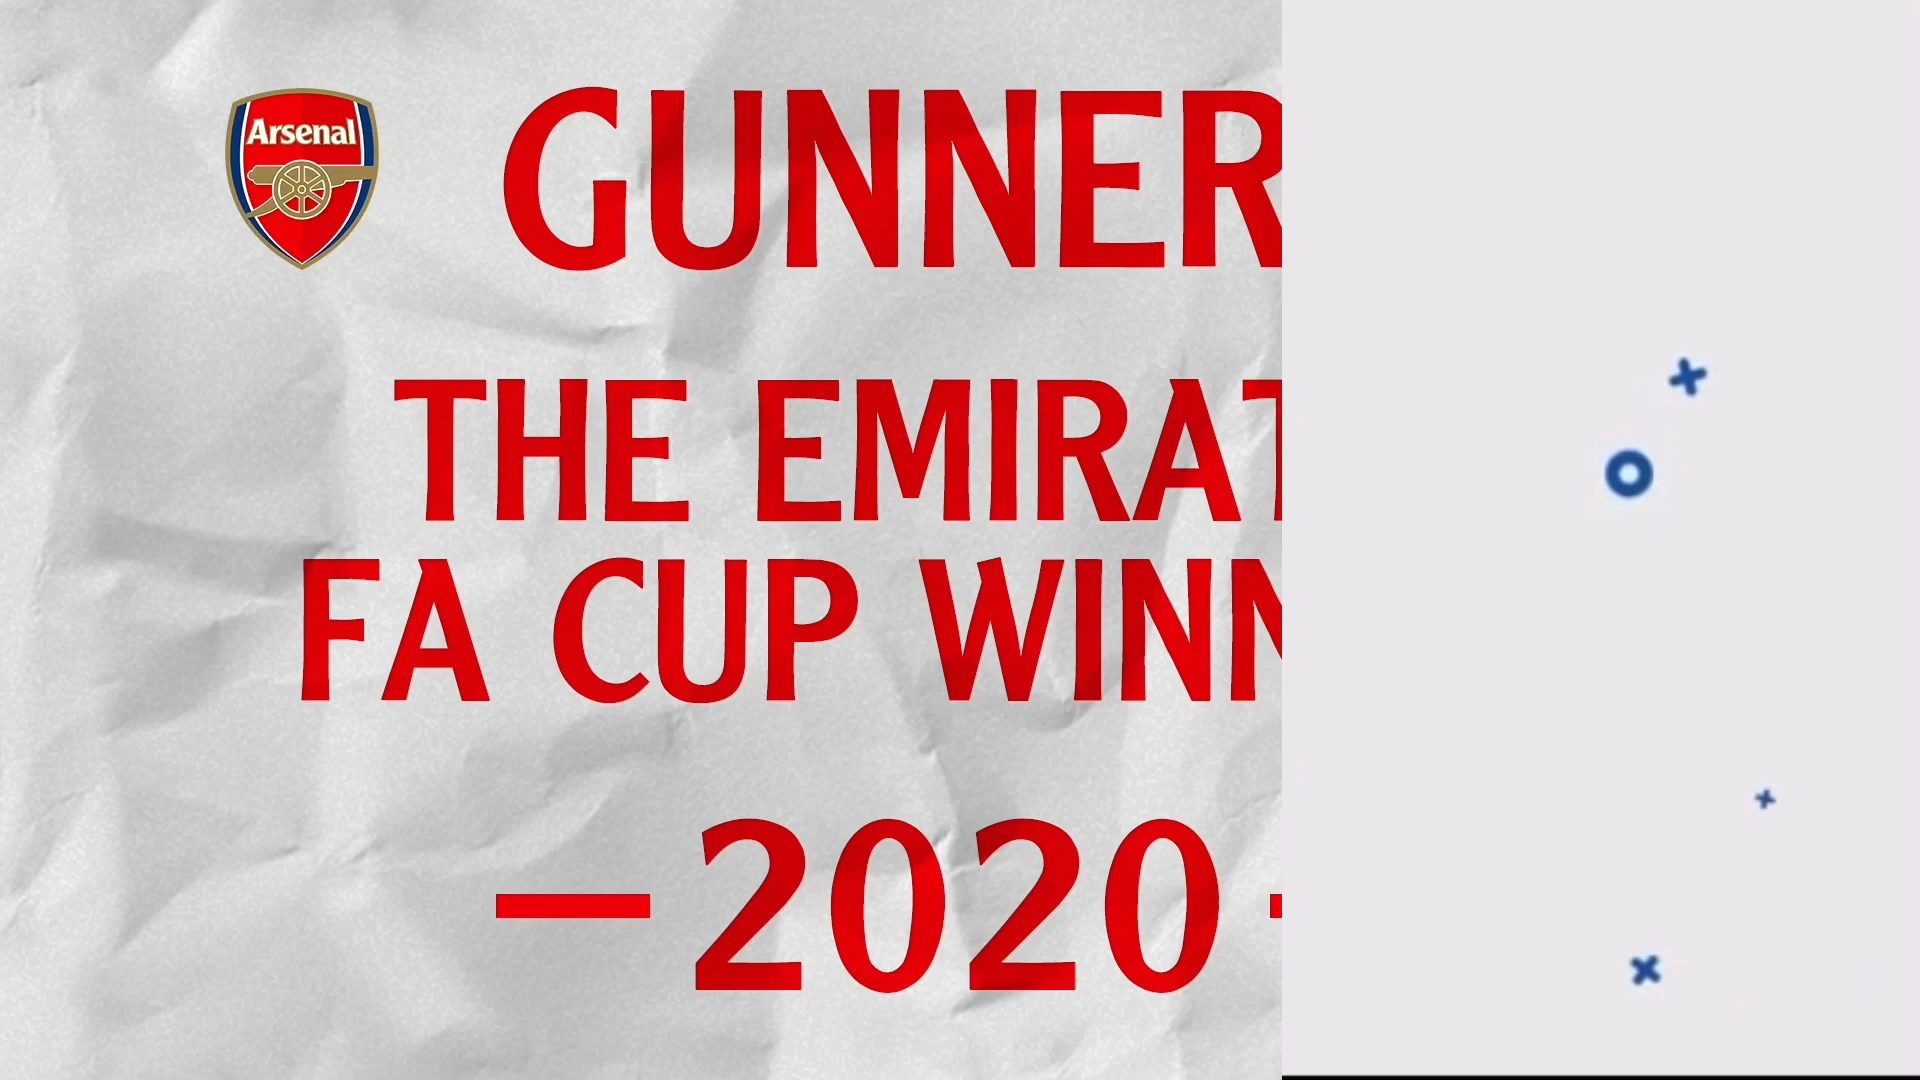 Arsenal
GUNNER
THE EMIRAT
FA CUP WINN
—2020-